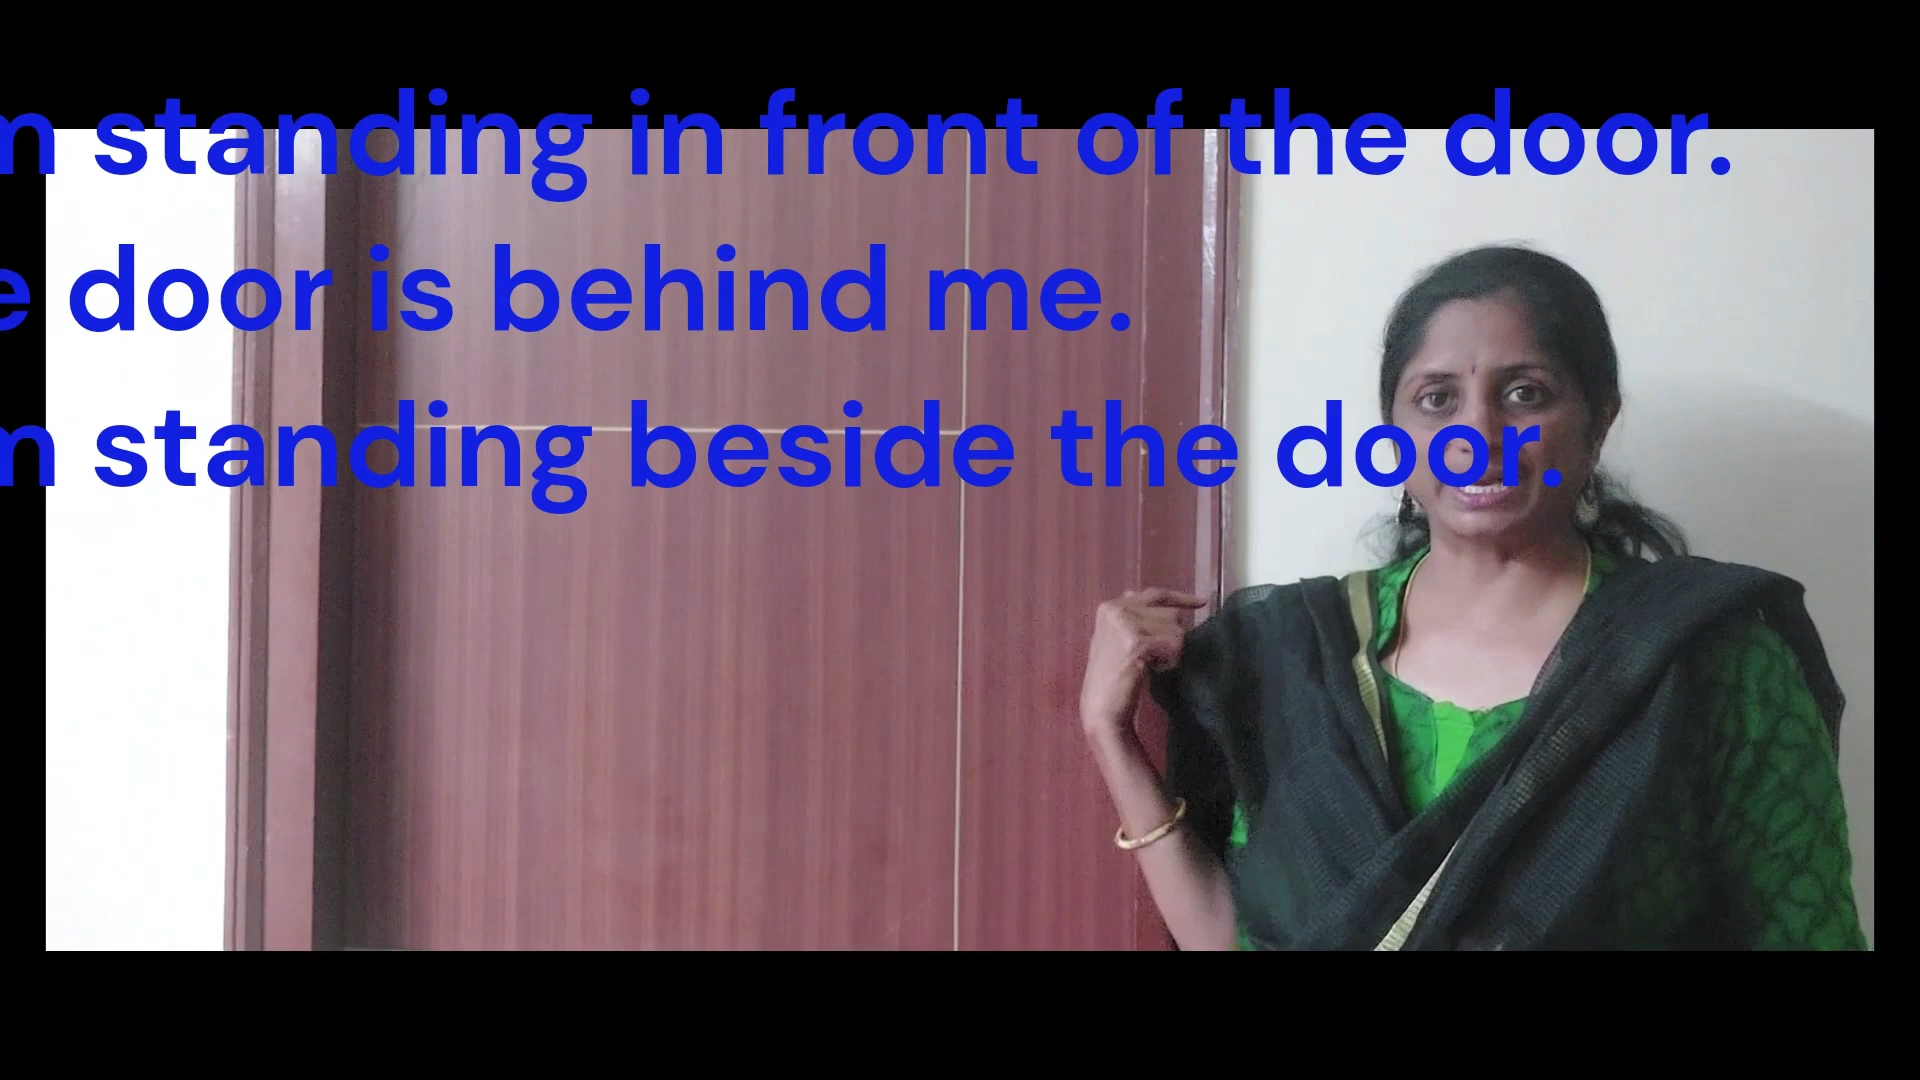 m standing in front of the door.
e door is behind me.
m standing beside the door.